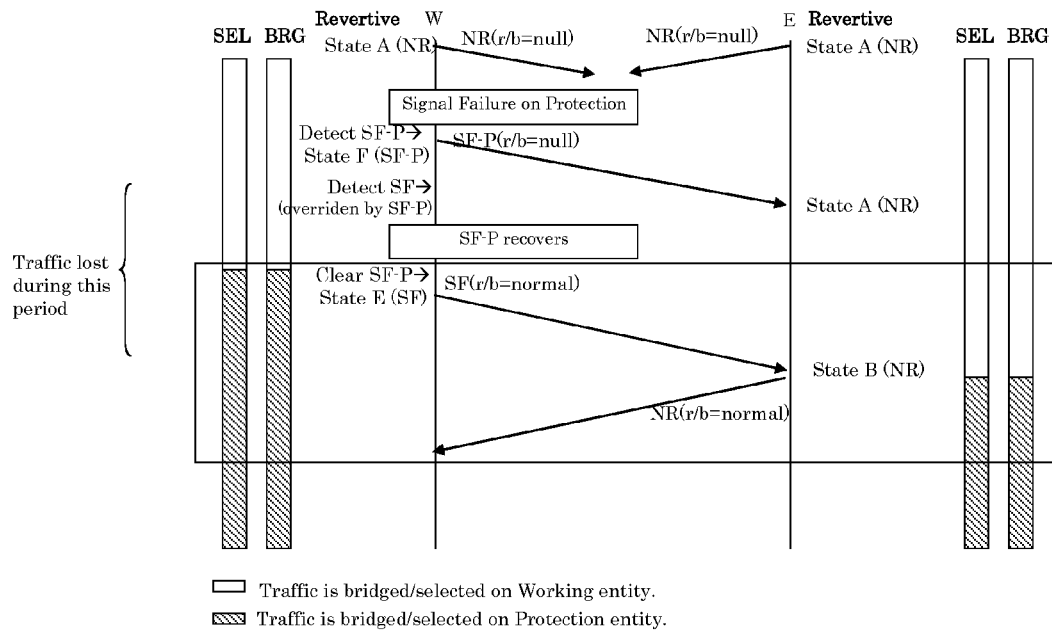 Revertive W
E Revertive
SEL BRG
State A (NR)
NR(r/b=null)
NR(r/b=null)
State A (NR)
SEL BRG
Signal Failure on Protection
Detect SF-P→
State F (SF-P)
SF-P(r/b=null)
Detect SF→
(overriden by SF-P)
State A (NR)
SF-P recovers
Traffic lost
during this
period
Clear SF-P→
State E (SF)
SF(r/b=normal)
State B (NR)
NR(r/b=normal)
Traffic is bridged/selected on Working entity.
Traffic is bridged/selected on Protection entity.